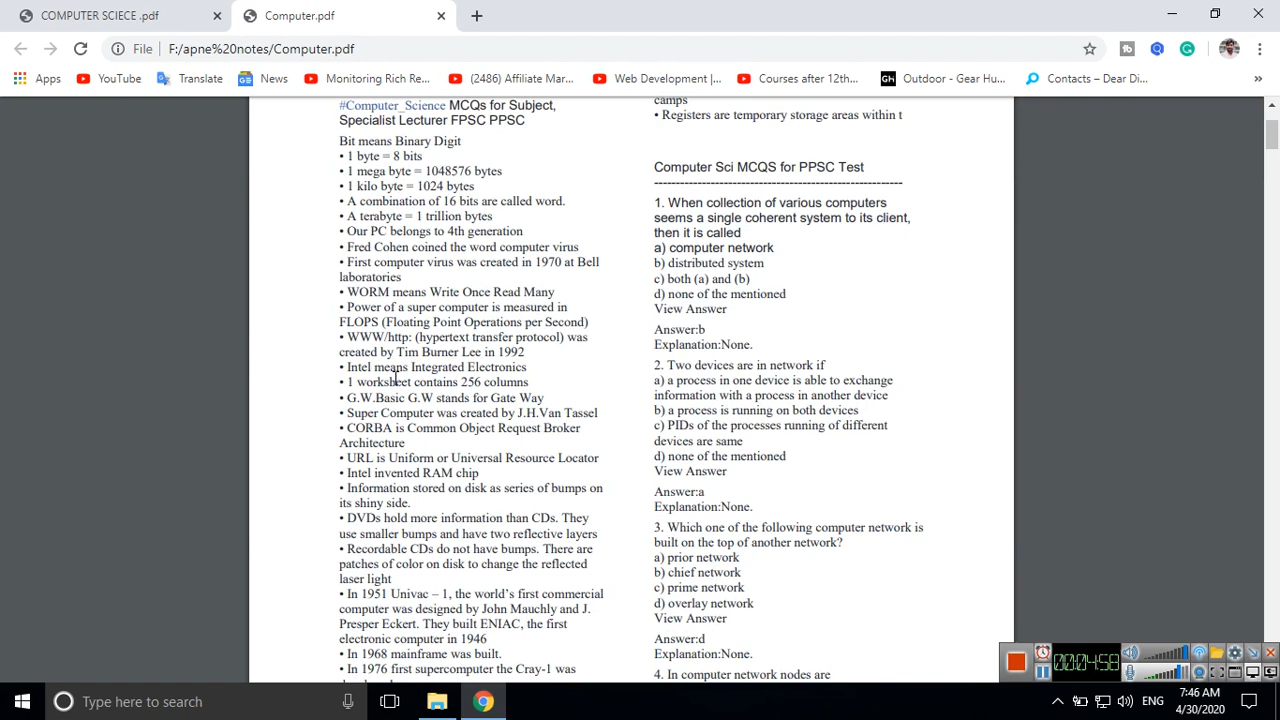 COMPUTER SCIECE .pdf
Computer.pdf
File
F:/apne%20notes/Computer.pdf
Apps
YouTube
Translate
News
Monitoring Rich Re...
(2486) Affiliate Mar...
Web Development |...
Courses after 12th...
GH
Outdoor - Gear Hu...
Contacts – Dear Di...
#Computer_Science MCQs for Subject,
Specialist Lecturer FPSC PPSC
Bit means Binary Digit
• 1 byte = 8 bits
• 1 mega byte = 1048576 bytes
• 1 kilo byte = 1024 bytes
• A combination of 16 bits are called word.
• A terabyte = 1 trillion bytes
• Our PC belongs to 4th generation
• Fred Cohen coined the word computer virus
• First computer virus was created in 1970 at Bell
laboratories
• WORM means Write Once Read Many
• Power of a super computer is measured in
FLOPS (Floating Point Operations per Second)
• WWW/http: (hypertext transfer protocol) was
created by Tim Burner Lee in 1992
• Intel means Integrated Electronics
• 1 worksheet contains 256 columns
• G.W.Basic G.W stands for Gate Way
• Super Computer was created by J.H.Van Tassel
• CORBA is Common Object Request Broker
Architecture
• URL is Uniform or Universal Resource Locator
• Intel invented RAM chip
• Information stored on disk as series of bumps on
its shiny side.
• DVDs hold more information than CDs. They
use smaller bumps and have two reflective layers
• Recordable CDs do not have bumps. There are
patches of color on disk to change the reflected
laser light
• In 1951 Univac – 1, the world's first commercial
computer was designed by John Mauchly and J.
Presper Eckert. They built ENIAC, the first
electronic computer in 1946
• In 1968 mainframe was built.
• In 1976 first supercomputer the Cray-1 was
camps
• Registers are temporary storage areas within t
Computer Sci MCQS for PPSC Test
---------------------------------------------------------
1. When collection of various computers
seems a single coherent system to its client,
then it is called
a) computer network
b) distributed system
c) both (a) and (b)
d) none of the mentioned
View Answer
Answer:b
Explanation:None.
2. Two devices are in network if
a) a process in one device is able to exchange
information with a process in another device
b) a process is running on both devices
c) PIDs of the processes running of different
devices are same
d) none of the mentioned
View Answer
Answer:a
Explanation:None.
3. Which one of the following computer network is
built on the top of another network?
a) prior network
b) chief network
c) prime network
d) overlay network
View Answer
Answer:d
Explanation:None.
4. In computer network nodes are
0:00:04:58
Type here to search
ENG
7:46 AM
4/30/2020